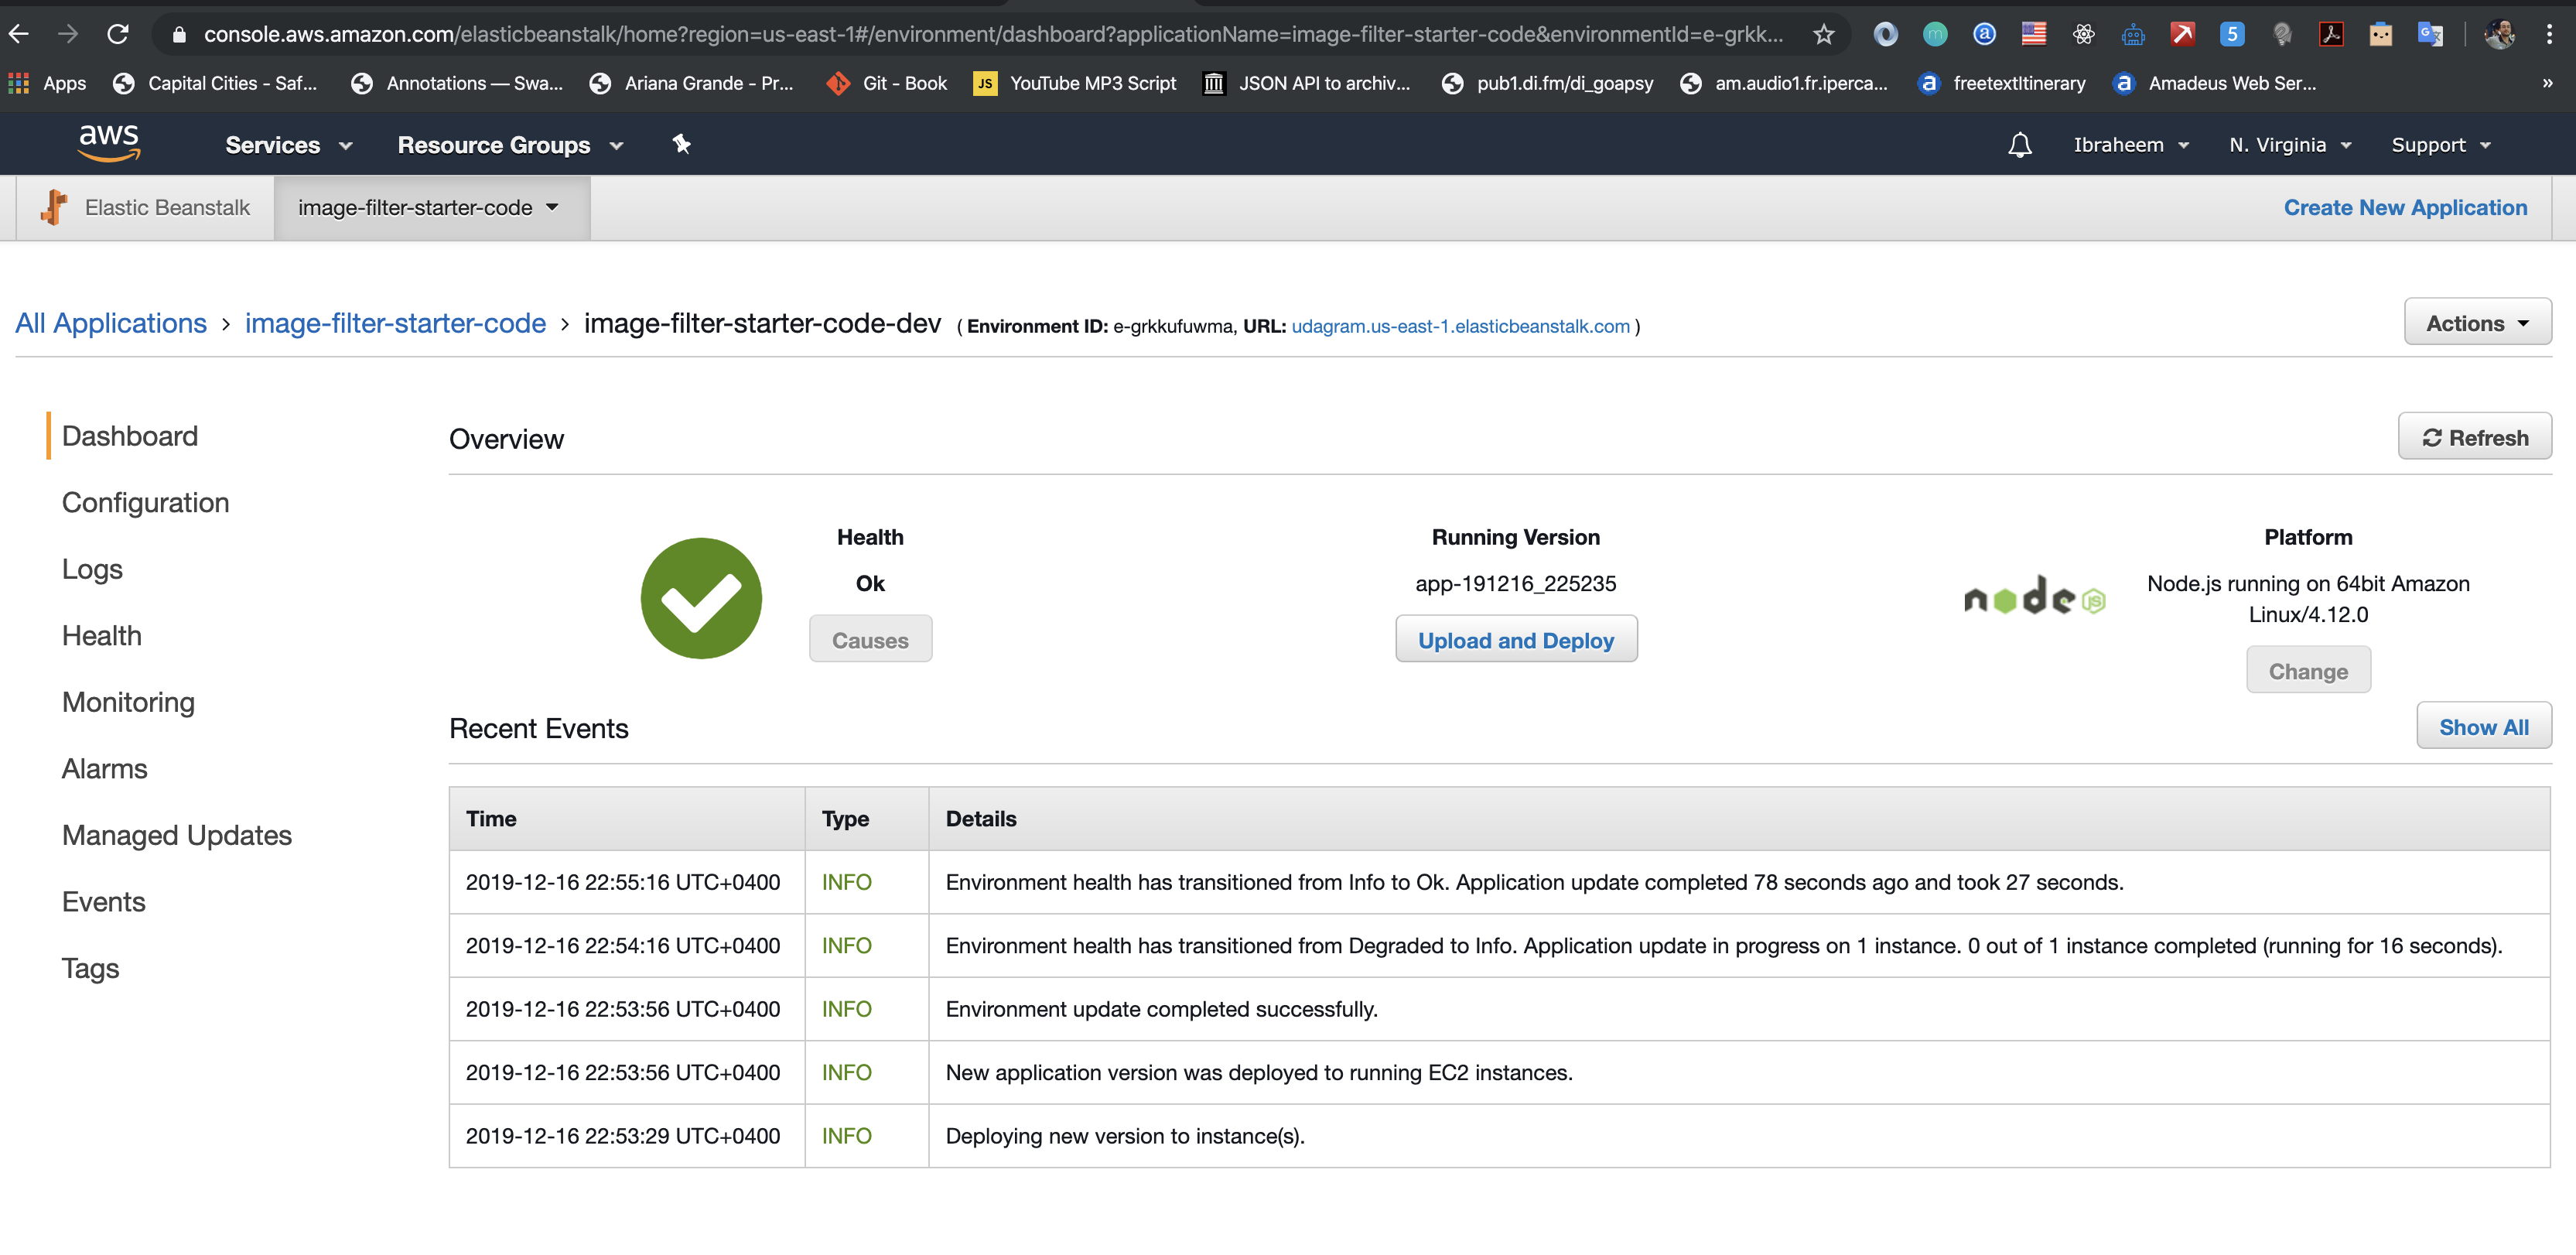 console.aws.amazon.com/elasticbeanstalk/home?region=us-east-1#/environment/dashboard?applicationName=image-filter-starter-code&environmentId=e-grkk...
Apps Capital Cities - Saf... Annotations — Swa... Ariana Grande - Pr... Git - Book JS YouTube MP3 Script JSON API to archiv... pub1.di.fm/di_goapsy am.audio1.fr.iperca... a freetextItinerary a Amadeus Web Ser... »
aws Services Resource Groups Ibraheem N. Virginia Support
Elastic Beanstalk image-filter-starter-code Create New Application
All Applications > image-filter-starter-code > image-filter-starter-code-dev ( Environment ID: e-grkkufuwma, URL: udagram.us-east-1.elasticbeanstalk.com ) Actions
Dashboard
Configuration
Logs
Health
Monitoring
Alarms
Managed Updates
Events
Tags
Overview Refresh
Health
Ok
Causes
Running Version
app-191216_225235
Upload and Deploy
node JS
Platform
Node.js running on 64bit Amazon
Linux/4.12.0
Change
Recent Events Show All
Time Type Details
2019-12-16 22:55:16 UTC+0400 INFO Environment health has transitioned from Info to Ok. Application update completed 78 seconds ago and took 27 seconds.
2019-12-16 22:54:16 UTC+0400 INFO Environment health has transitioned from Degraded to Info. Application update in progress on 1 instance. 0 out of 1 instance completed (running for 16 seconds).
2019-12-16 22:53:56 UTC+0400 INFO Environment update completed successfully.
2019-12-16 22:53:56 UTC+0400 INFO New application version was deployed to running EC2 instances.
2019-12-16 22:53:29 UTC+0400 INFO Deploying new version to instance(s).